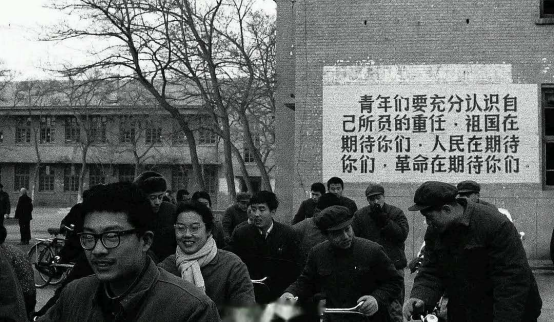 青年们要充分认识自
己所负的重任·祖国在
期待你们·人民在期待
你们·革命在期待你们